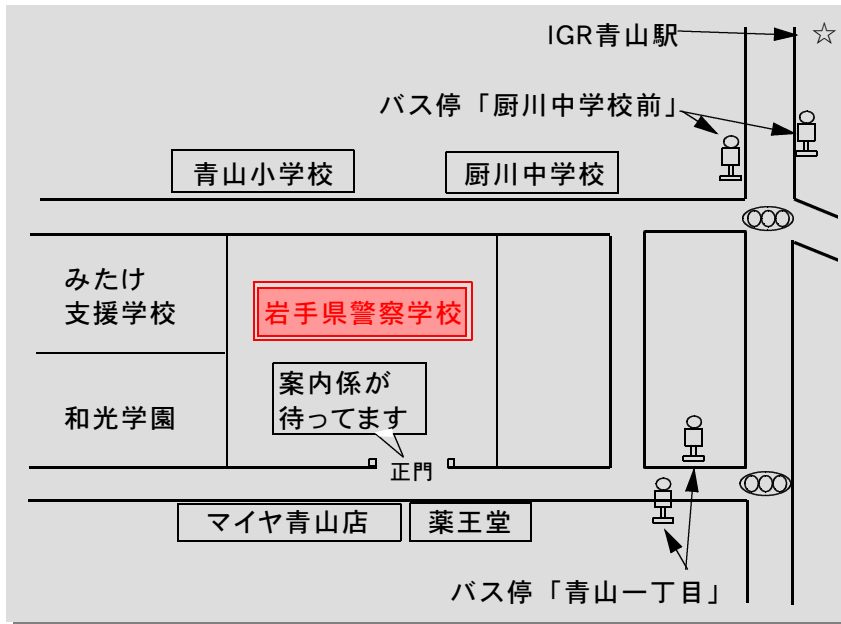 IGR青山駅
バス停「厨川中学校前」
青山小学校
厨川中学校
みたけ
支援学校
岩手県警察学校
案内係が
待ってます
和光学園
正門
マイヤ青山店
薬王堂
バス停「青山一丁目」